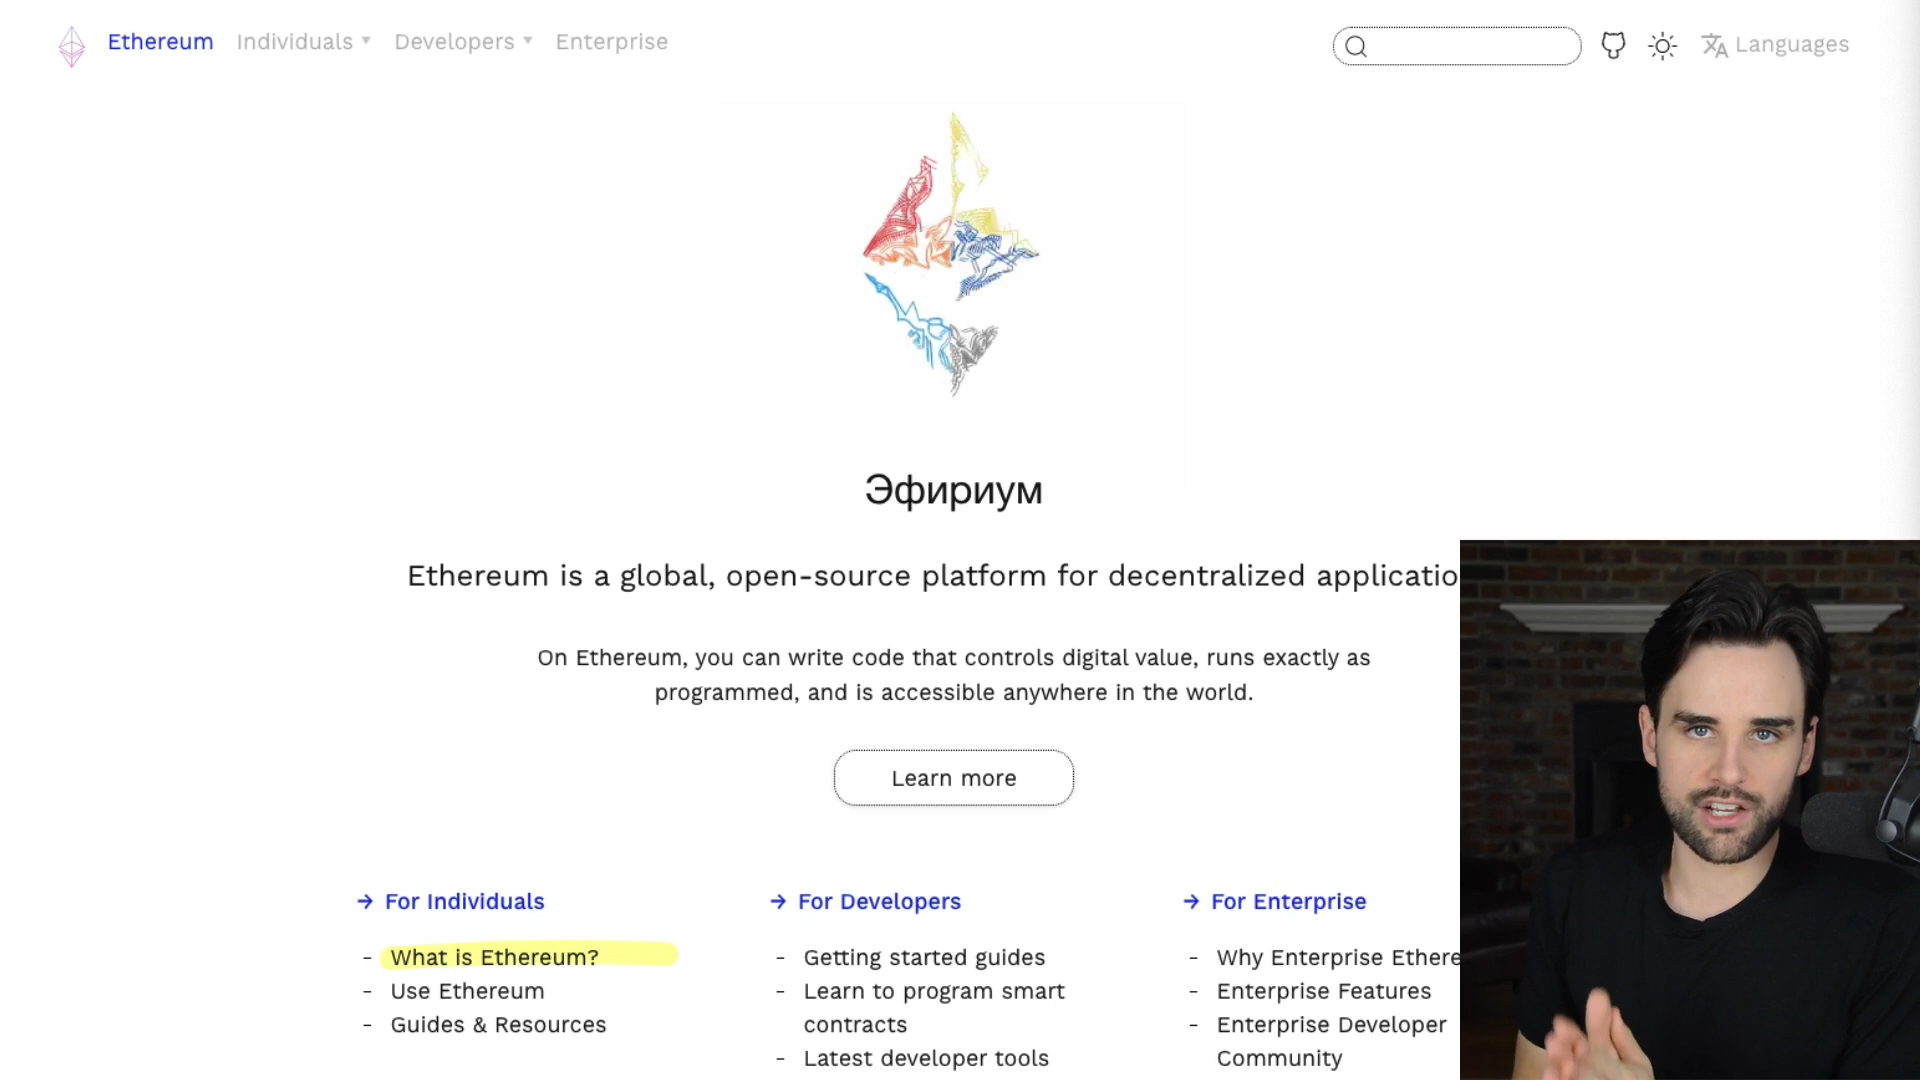 Ethereum Individuals Developers Enterprise Languages
Эфириум
Ethereum is a global, open-source platform for decentralized applicatio
On Ethereum, you can write code that controls digital value, runs exactly as
programmed, and is accessible anywhere in the world.
Learn more
→ For Individuals
- What is Ethereum?
- Use Ethereum
- Guides & Resources
→ For Developers
- Getting started guides
- Learn to program smart
contracts
- Latest developer tools
→ For Enterprise
- Why Enterprise Ethere
- Enterprise Features
- Enterprise Developer
Community